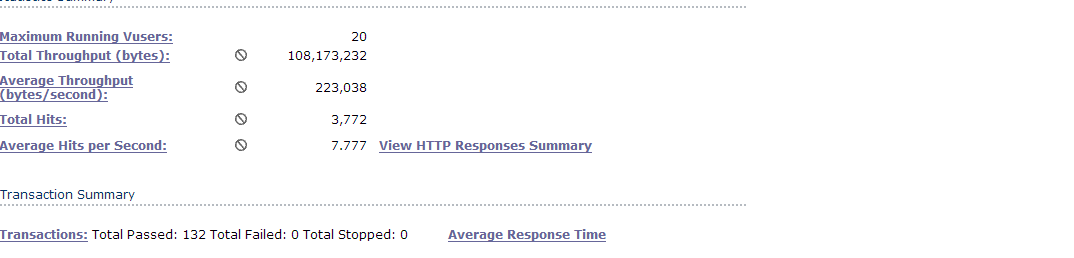 Maximum Running Vusers: 20
Total Throughput (bytes): 108,173,232
Average Throughput
(bytes/second): 223,038
Total Hits: 3,772
Average Hits per Second: 7.777 View HTTP Responses Summary
Transaction Summary
Transactions: Total Passed: 132 Total Failed: 0 Total Stopped: 0 Average Response Time